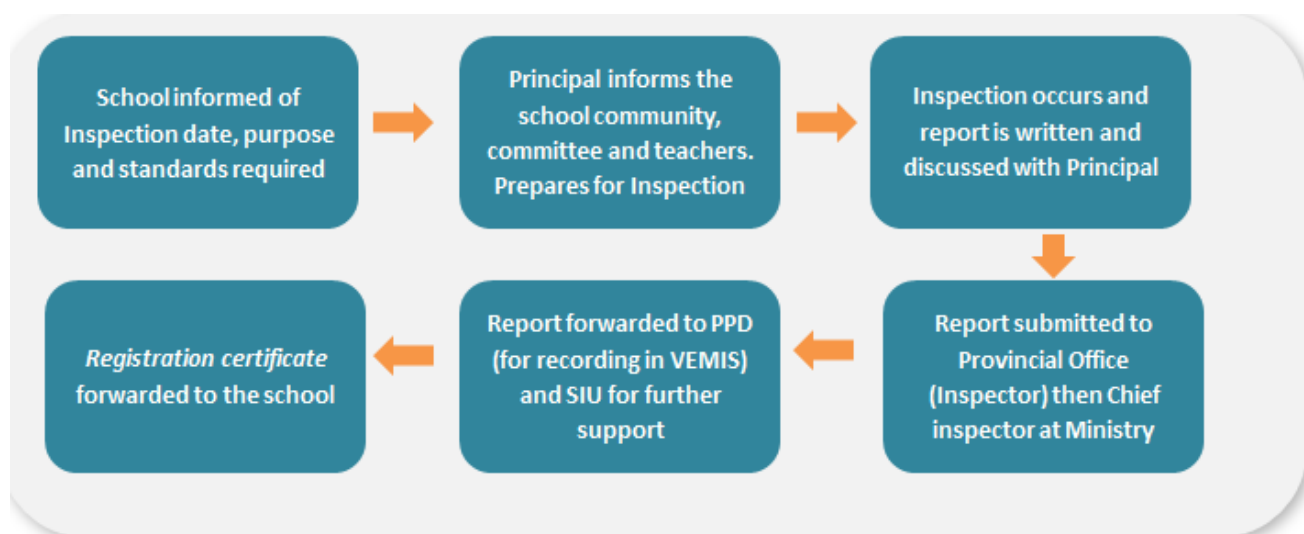 School informed of
Inspection date, purpose
and standards required
Principal informs the
school community,
committee and teachers.
Prepares for Inspection
Inspection occurs and
report is written and
discussed with Principal
Report submitted to
Provincial Office
(Inspector) then Chief
inspector at Ministry
Report forwarded to PPD
(for recording in VEMIS)
and SIU for further
support
Registration certificate
forwarded to the school